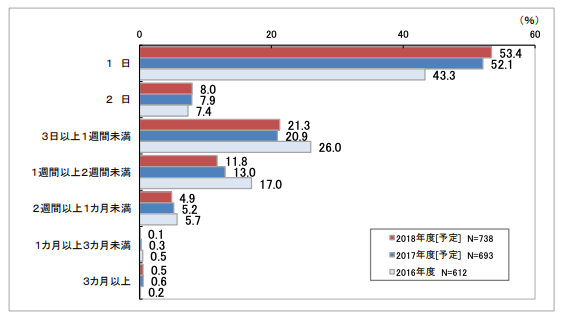 (%)
0 20 40 60
1 日
53.4
52.1
43.3
2 日
8.0
7.9
7.4
3日以上1週間未満
21.3
20.9
26.0
1週間以上2週間未満
11.8
13.0
17.0
2週間以上1カ月未満
4.9
5.2
5.7
1カ月以上3カ月未満
0.1
0.3
0.5
3カ月以上
0.5
0.6
0.2
2018年度[予定] N=738
2017年度[予定] N=693
2016年度 N=612